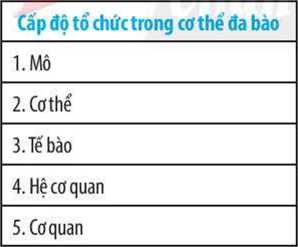 Cấp độ tổ chức trong cơ thể đa bào
1. Mô
2. Cơ thể
3. Tế bào
4. Hệ cơ quan
5. Cơ quan